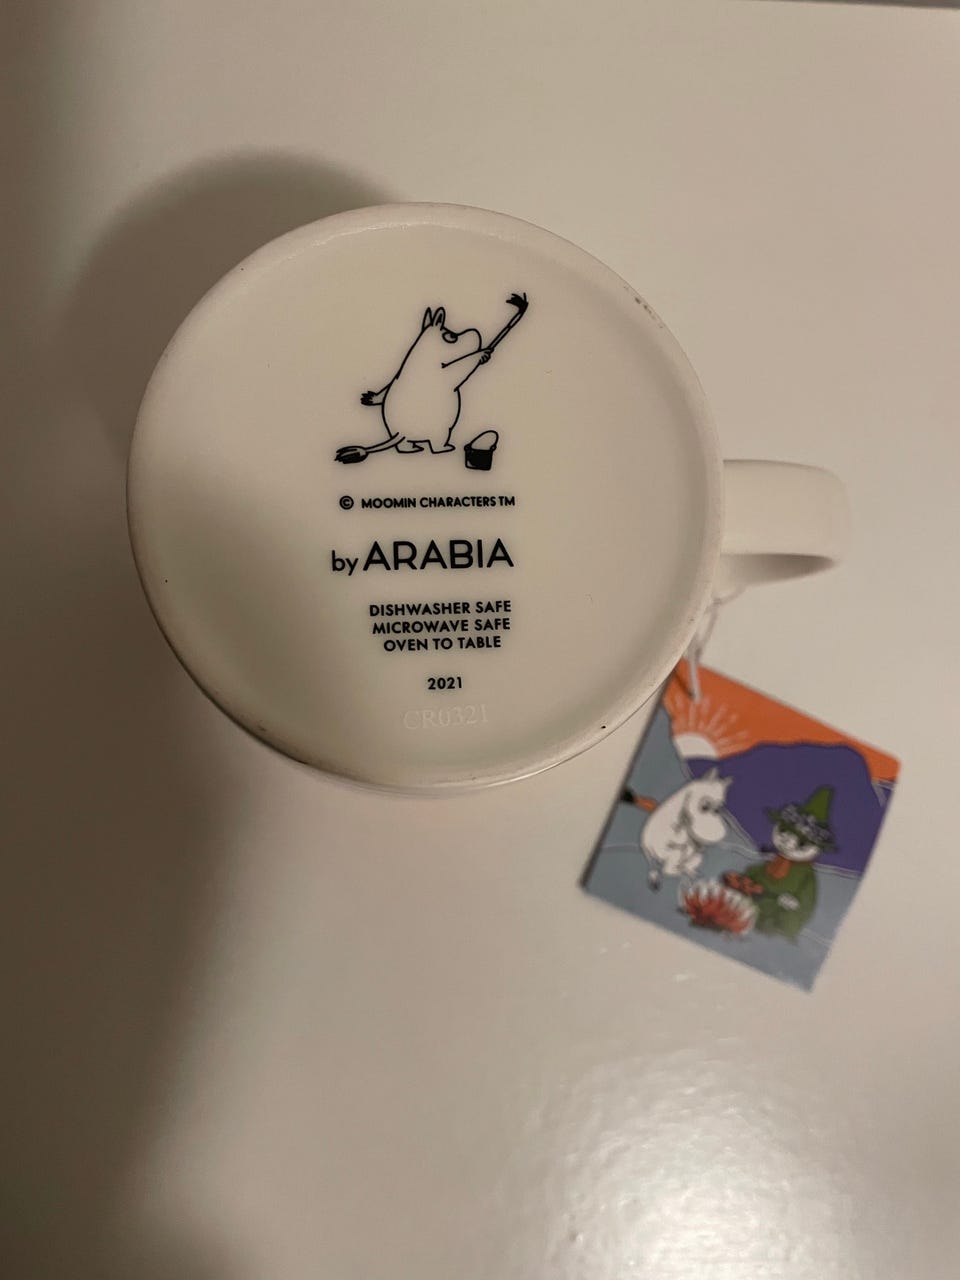 © MOOMIN CHARACTERS TM
by ARABIA
DISHWASHER SAFE
MICROWAVE SAFE
OVEN TO TABLE
2021
CR0321